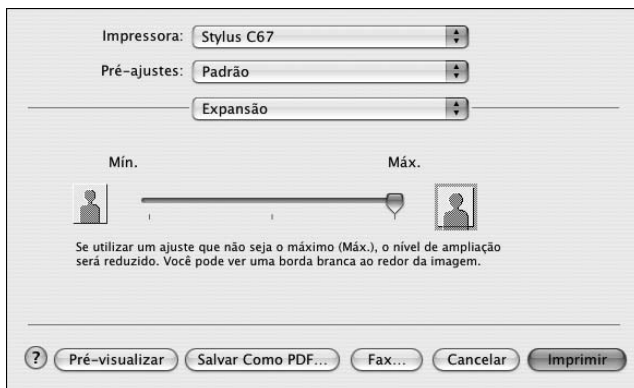 Impressora: Stylus C67
Pré-ajustes: Padrão
Expansão
Mín. Máx.
Se utilizar um ajuste que não seja o máximo (Máx.), o nível de ampliação
será reduzido. Você pode ver uma borda branca ao redor da imagem.
? Pré-visualizar Salvar Como PDF... Fax... Cancelar Imprimir